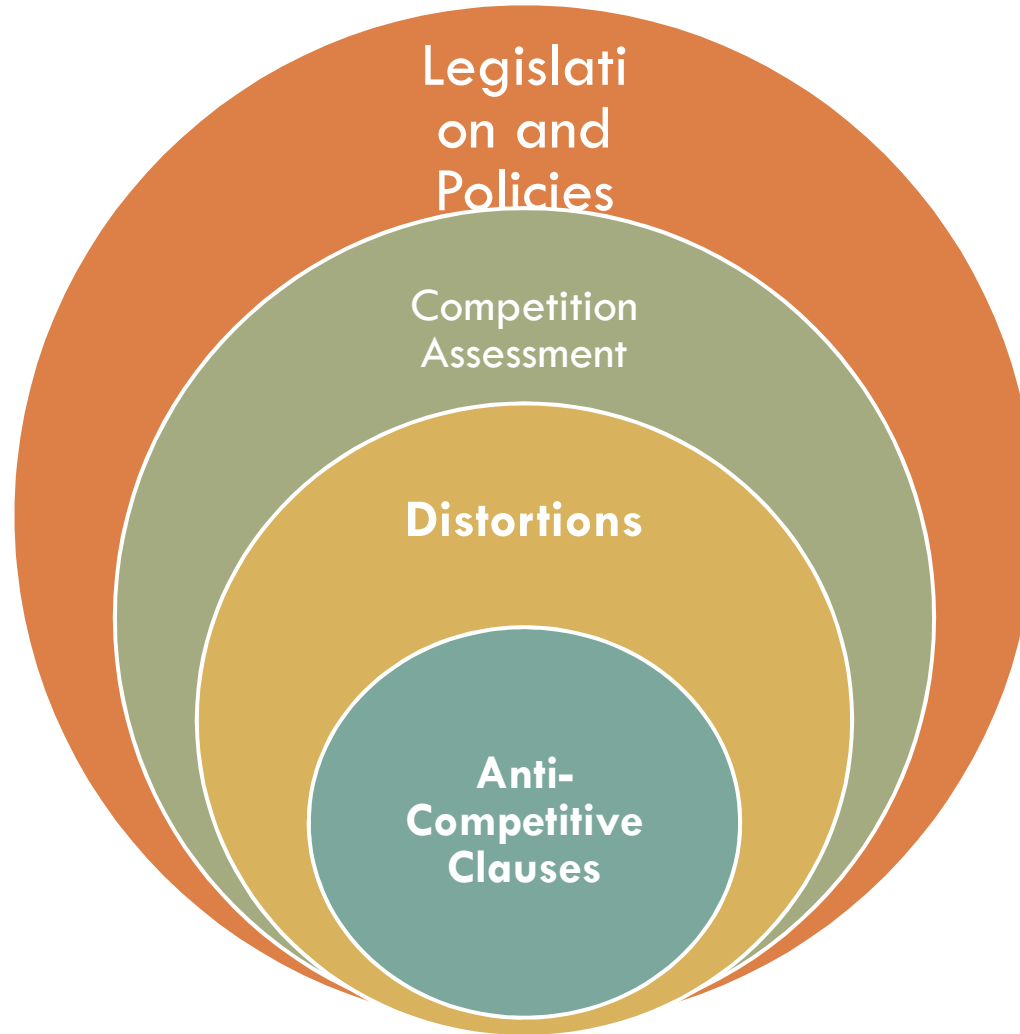 Legislati
on and
Policies
Competition
Assessment
Distortions
Anti-
Competitive
Clauses